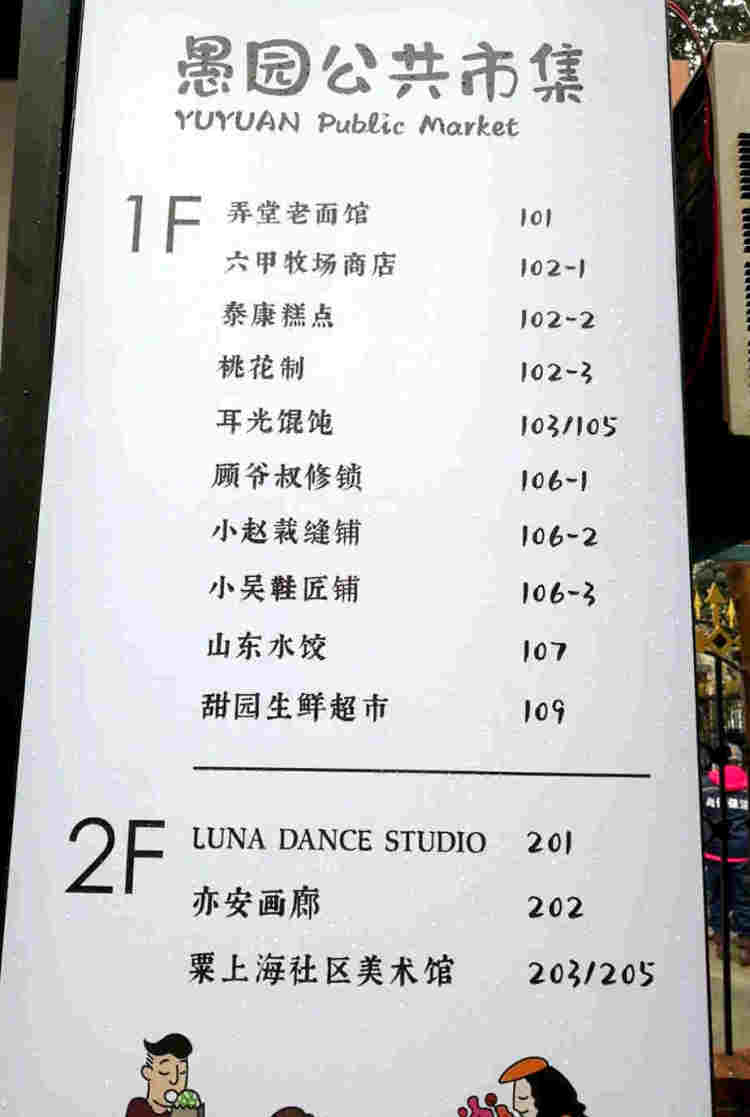 愚园公共市集
YUYUAN Public Market
1F 弄堂老面馆 101
六甲牧场商店 102-1
泰康糕点 102-2
桃花制 102-3
耳光馄饨 103/105
顾爷叔修锁 106-1
小赵裁缝铺 106-2
小吴鞋匠铺 106-3
山东水饺 107
甜园生鲜超市 109
2F LUNA DANCE STUDIO 201
亦安画廊 202
粟上海社区美术馆 203/205